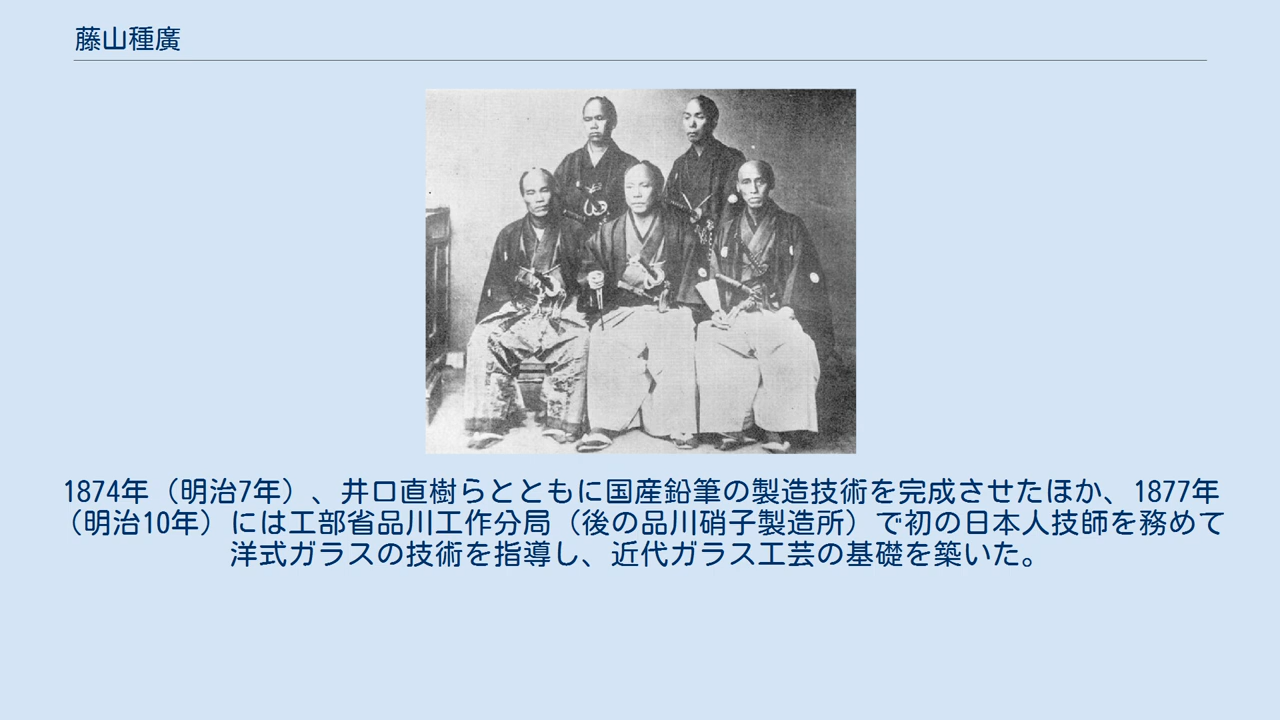 藤山種廣
1874年（明治7年）、井口直樹らとともに国産鉛筆の製造技術を完成させたほか、1877年
（明治10年）には工部省品川工作分局（後の品川硝子製造所）で初の日本人技師を務めて
洋式ガラスの技術を指導し、近代ガラス工芸の基礎を築いた。